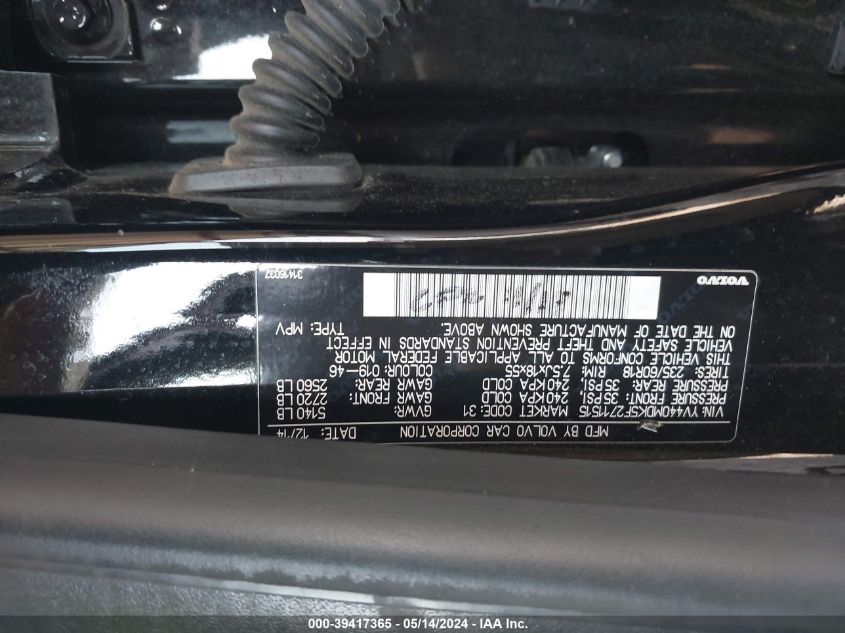 VOLVO
MFD BY VOLVO CAR CORPORATION DATE: 12/14
VIN: YV440MDK5F2711515 MARKET CODE: 31 GVWR: 5140 LB
PRESSURE FRONT: 35 PSI, 240 KPA COLD GAWR FRONT: 2720 LB
PRESSURE REAR: 35 PSI, 240 KPA COLD GAWR REAR: 2560 LB
TIRES: 235/60R18 RIM: 7.5Jx18x55 COLOUR: 019-46
THIS VEHICLE CONFORMS TO ALL APPLICABLE FEDERAL MOTOR
VEHICLE SAFETY AND THEFT PREVENTION STANDARDS IN EFFECT
ON THE DATE OF MANUFACTURE SHOWN ABOVE. TYPE: MPV
31416037
000-39417365 - 05/14/2024 - IAA Inc.